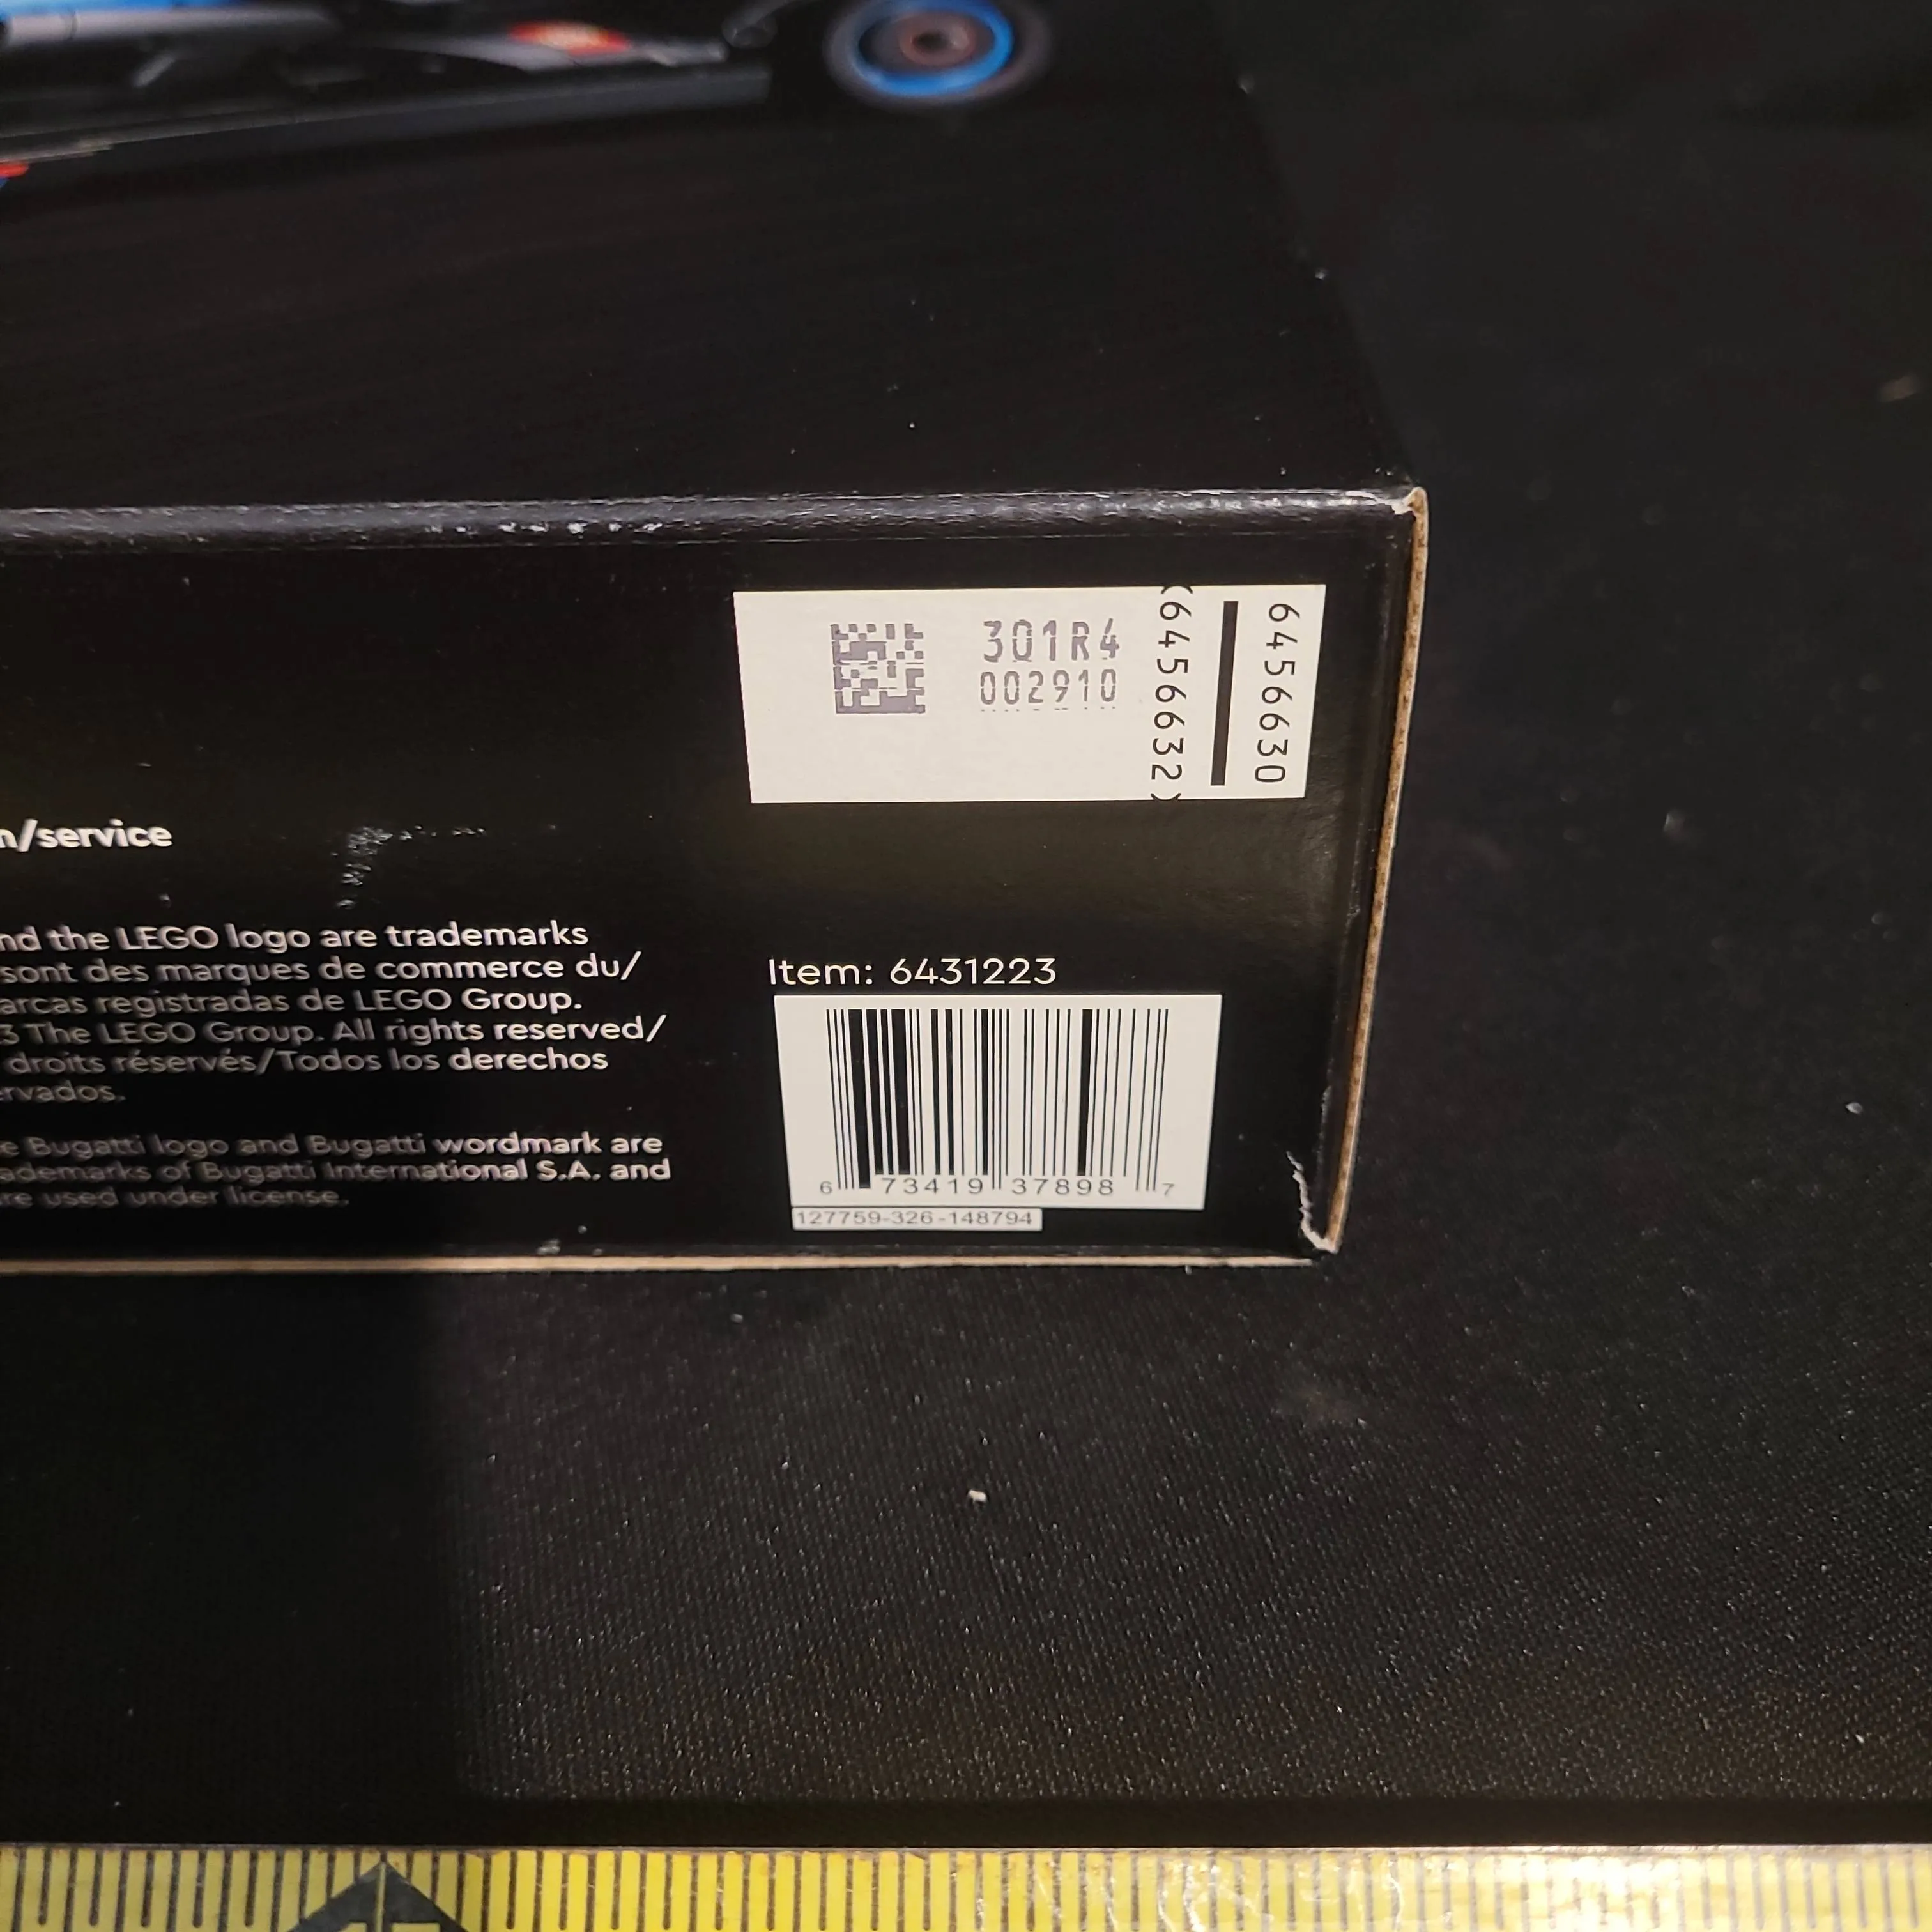 3Q1R4
002910
(6456632)
6456630
n/service
nd the LEGO logo are trademarks
sont des marques de commerce du/
arcas registradas de LEGO Group.
3 The LEGO Group. All rights reserved/
droits réservés/Todos los derechos
ervados.
e Bugatti logo and Bugatti wordmark are
ademarks of Bugatti International S.A. and
re used under license.
Item: 6431223
6 73419 37898 7
127759-326-148794